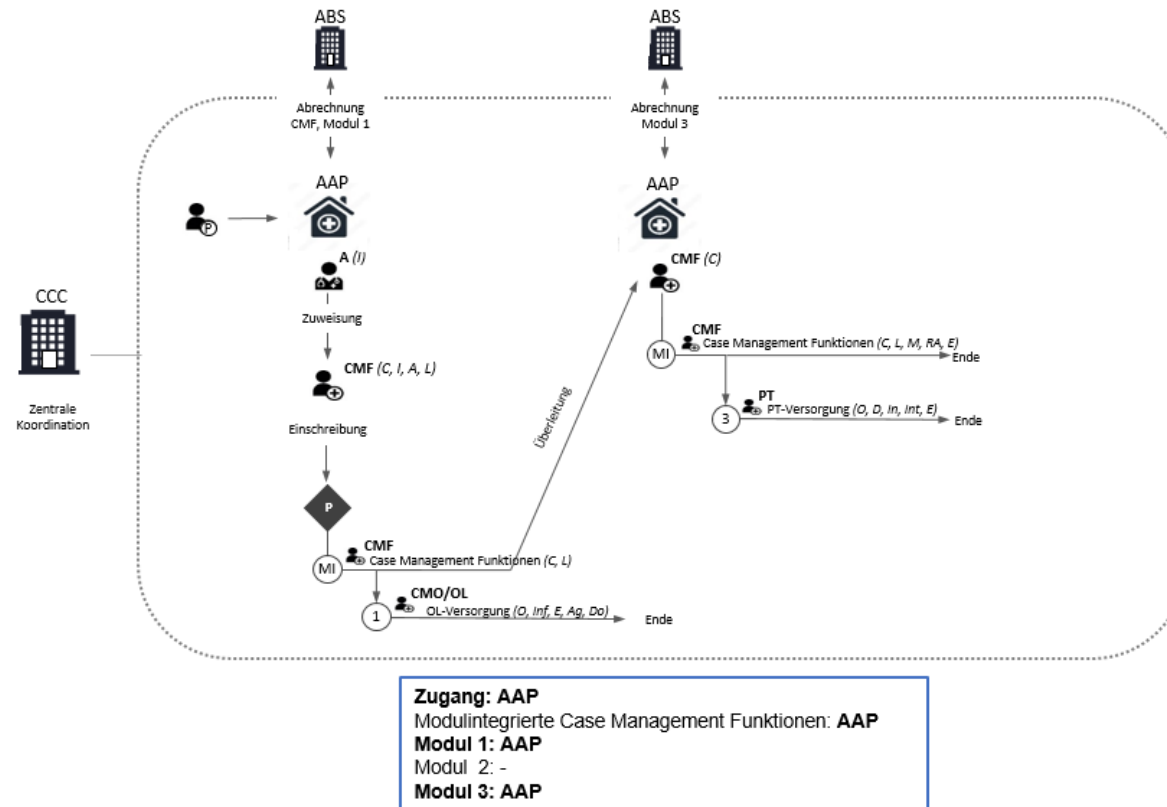 ABS
Abrechnung
CMF, Modul 1
AAP
P
A (I)
Zuweisung
CMF (C, I, A, L)
Einschreibung
P
CMF
Case Management Funktionen (C, L)
MI
CMO/OL
OL-Versorgung (O, Inf, E, Ag, Do)
1
Ende
Überleitung
ABS
Abrechnung
Modul 3
AAP
CMF (C)
CMF
Case Management Funktionen (C, L, M, RA, E)
MI
Ende
PT
PT-Versorgung (O, D, In, Int, E)
3
Ende
CCC
Zentrale
Koordination
Zugang: AAP
Modulintegrierte Case Management Funktionen: AAP
Modul 1: AAP
Modul 2: -
Modul 3: AAP